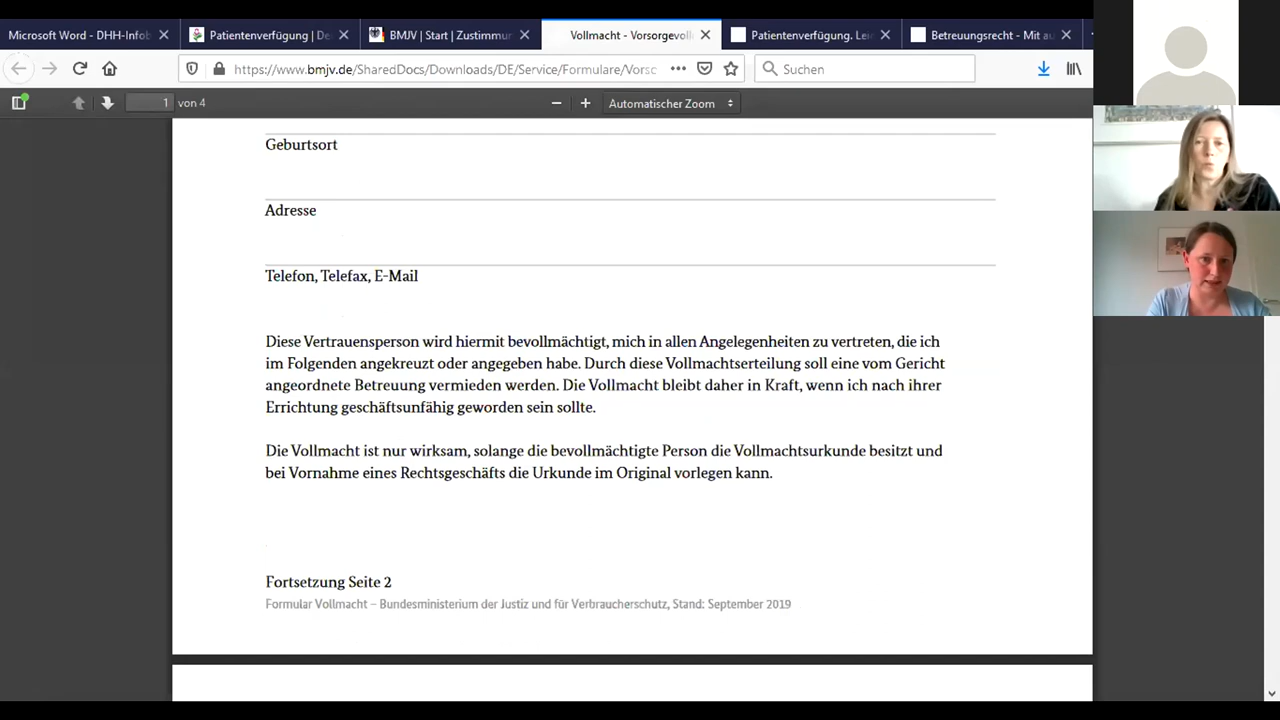 Microsoft Word - DHH-Infob
Patientenverfügung | De
BMJV | Start | Zustimmur
Vollmacht - Vorsorgevoll
Patientenverfügung. Lei
Betreuungsrecht - Mit au
https://www.bmjv.de/SharedDocs/Downloads/DE/Service/Formulare/Vorsc
Suchen
1 von 4
Automatischer Zoom
Geburtsort
Adresse
Telefon, Telefax, E-Mail
Diese Vertrauensperson wird hiermit bevollmächtigt, mich in allen Angelegenheiten zu vertreten, die ich
im Folgenden angekreuzt oder angegeben habe. Durch diese Vollmachtserteilung soll eine vom Gericht
angeordnete Betreuung vermieden werden. Die Vollmacht bleibt daher in Kraft, wenn ich nach ihrer
Errichtung geschäftsunfähig geworden sein sollte.
Die Vollmacht ist nur wirksam, solange die bevollmächtigte Person die Vollmachtsurkunde besitzt und
bei Vornahme eines Rechtsgeschäfts die Urkunde im Original vorlegen kann.
Fortsetzung Seite 2
Formular Vollmacht – Bundesministerium der Justiz und für Verbraucherschutz, Stand: September 2019